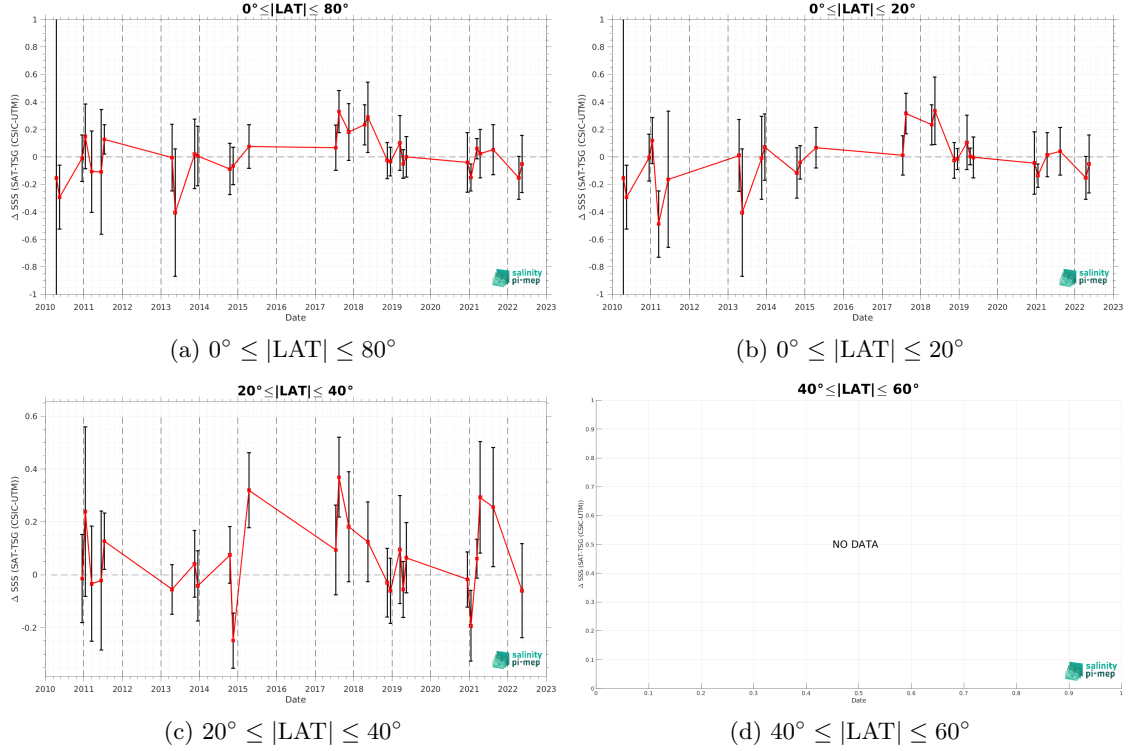 0°≤|LAT|≤ 80°
Δ SSS (SAT-TSG (CSIC-UTM))
1
0.8
0.6
0.4
0.2
0
-0.2
-0.4
-0.6
-0.8
-1
2010 2011 2012 2013 2014 2015 2016 2017 2018 2019 2020 2021 2022 2023
Date
salinity
pi-mep
(a) 0° ≤ |LAT| ≤ 80°
0°≤|LAT|≤ 20°
Δ SSS (SAT-TSG (CSIC-UTM))
1
0.8
0.6
0.4
0.2
0
-0.2
-0.4
-0.6
-0.8
-1
2010 2011 2012 2013 2014 2015 2016 2017 2018 2019 2020 2021 2022 2023
Date
salinity
pi-mep
(b) 0° ≤ |LAT| ≤ 20°
20°≤|LAT|≤ 40°
Δ SSS (SAT-TSG (CSIC-UTM))
0.6
0.4
0.2
0
-0.2
2010 2011 2012 2013 2014 2015 2016 2017 2018 2019 2020 2021 2022 2023
Date
salinity
pi-mep
(c) 20° ≤ |LAT| ≤ 40°
40°≤|LAT|≤ 60°
Δ SSS (SAT-TSG (CSIC-UTM))
1
0.9
0.8
0.7
0.6
0.5
0.4
0.3
0.2
0.1
0
NO DATA
0 0.1 0.2 0.3 0.4 0.5 0.6 0.7 0.8 0.9 1
Date
salinity
pi-mep
(d) 40° ≤ |LAT| ≤ 60°